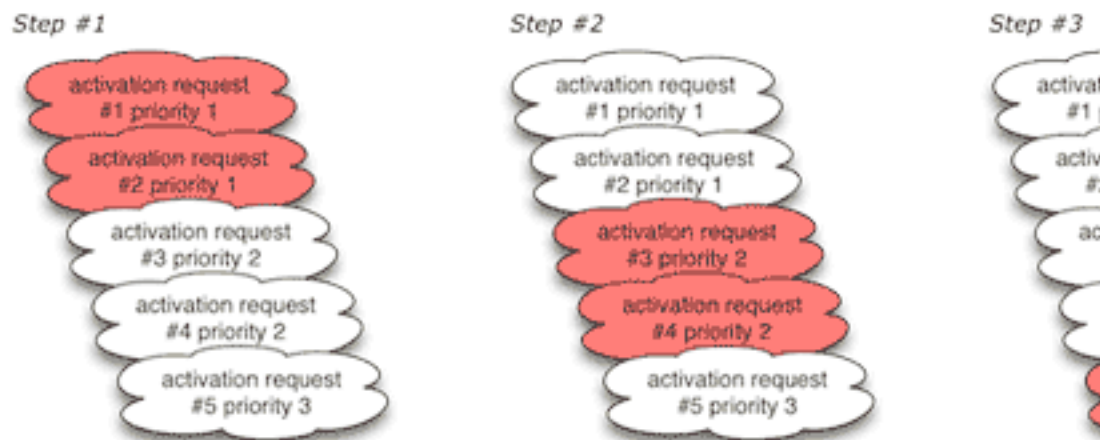 Step #1
activation request
#1 priority 1
activation request
#2 priority 1
activation request
#3 priority 2
activation request
#4 priority 2
activation request
#5 priority 3
Step #2
activation request
#1 priority 1
activation request
#2 priority 1
activation request
#3 priority 2
activation request
#4 priority 2
activation request
#5 priority 3
Step #3
#1